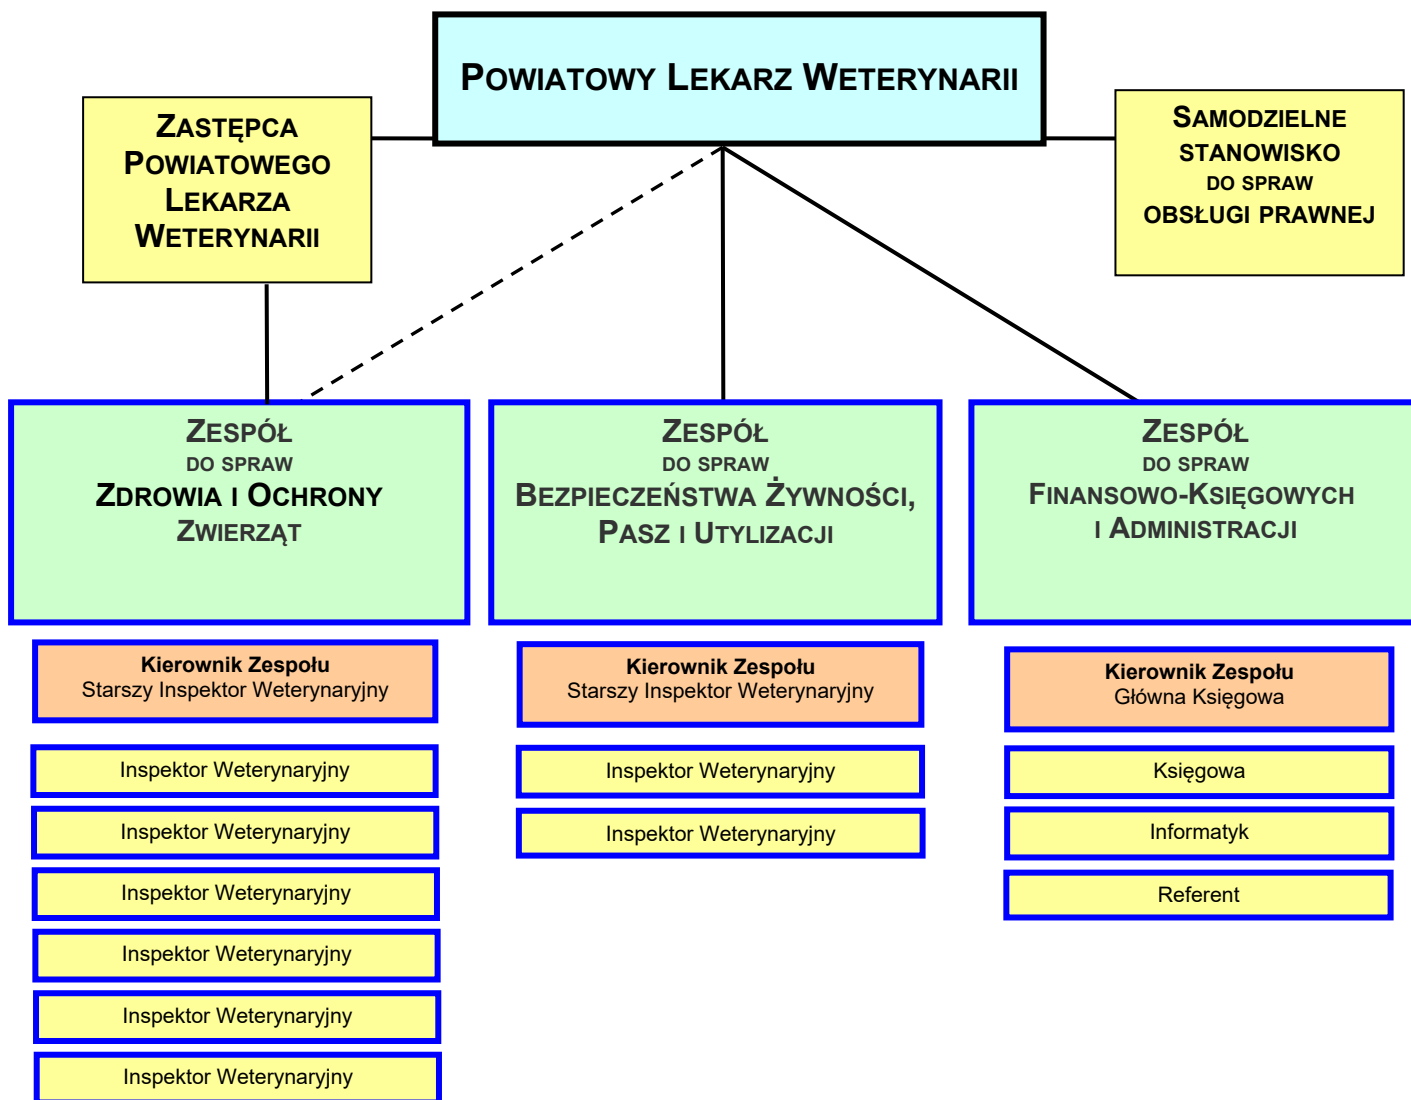 POWIATOWY LEKARZ WETERYNARII
ZASTĘPCA
POWIATOWEGO
LEKARZA
WETERYNARII
SAMODZIELNE
STANOWISKO
DO SPRAW
OBSŁUGI PRAWNEJ
ZESPÓŁ
DO SPRAW
ZDROWIA I OCHRONY
ZWIERZĄT
Kierownik Zespołu
Starszy Inspektor Weterynaryjny
Inspektor Weterynaryjny
Inspektor Weterynaryjny
Inspektor Weterynaryjny
Inspektor Weterynaryjny
Inspektor Weterynaryjny
Inspektor Weterynaryjny
ZESPÓŁ
DO SPRAW
BEZPIECZEŃSTWA ŻYWNOŚCI,
PASZ I UTYLIZACJI
Kierownik Zespołu
Starszy Inspektor Weterynaryjny
Inspektor Weterynaryjny
Inspektor Weterynaryjny
ZESPÓŁ
DO SPRAW
FINANSOWO-KSIĘGOWYCH
I ADMINISTRACJI
Kierownik Zespołu
Główna Księgowa
Księgowa
Informatyk
Referent